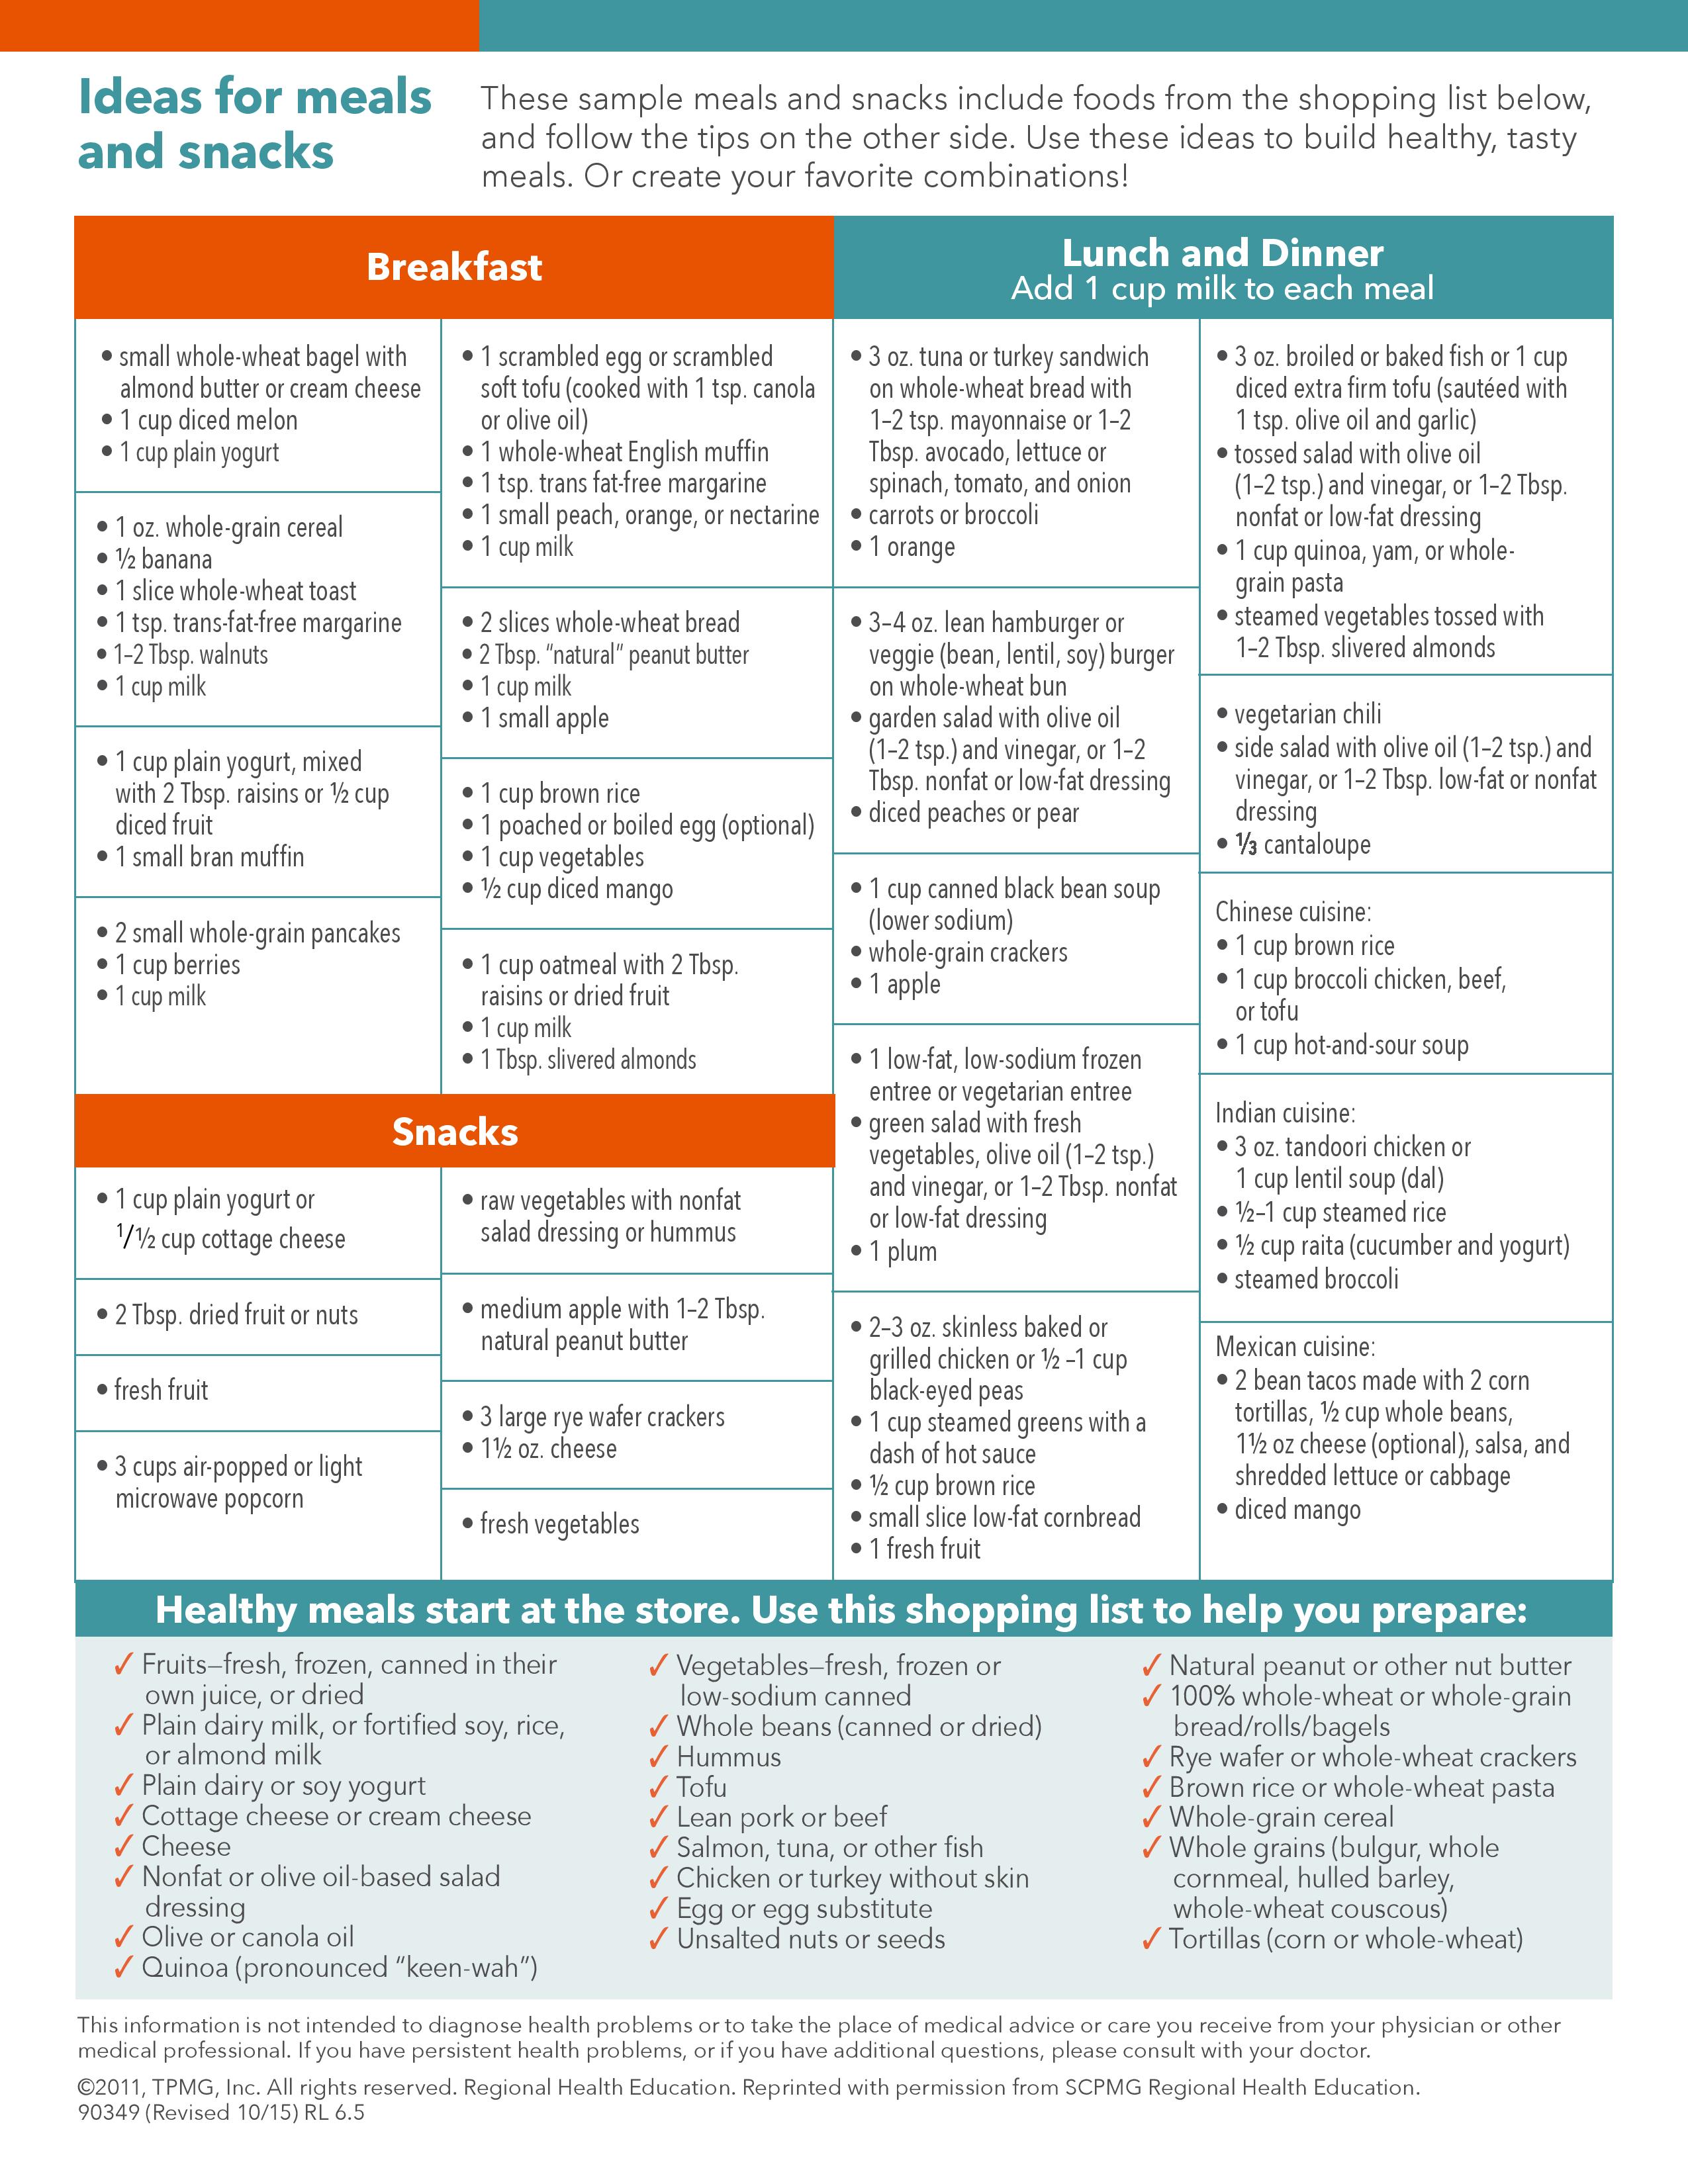 Ideas for meals
and snacks
These sample meals and snacks include foods from the shopping list below,
and follow the tips on the other side. Use these ideas to build healthy, tasty
meals. Or create your favorite combinations!
Breakfast
• small whole-wheat bagel with
almond butter or cream cheese
• 1 cup diced melon
• 1 cup plain yogurt
• 1 oz. whole-grain cereal
• ½ banana
• 1 slice whole-wheat toast
• 1 tsp. trans-fat-free margarine
• 1–2 Tbsp. walnuts
• 1 cup milk
• 1 cup plain yogurt, mixed
with 2 Tbsp. raisins or ½ cup
diced fruit
• 1 small bran muffin
• 2 small whole-grain pancakes
• 1 cup berries
• 1 cup milk
• 1 scrambled egg or scrambled
soft tofu (cooked with 1 tsp. canola
or olive oil)
• 1 whole-wheat English muffin
• 1 tsp. trans fat-free margarine
• 1 small peach, orange, or nectarine
• 1 cup milk
• 2 slices whole-wheat bread
• 2 Tbsp. “natural“ peanut butter
• 1 cup milk
• 1 small apple
• 1 cup brown rice
• 1 poached or boiled egg (optional)
• 1 cup vegetables
• ½ cup diced mango
• 1 cup oatmeal with 2 Tbsp.
raisins or dried fruit
• 1 cup milk
• 1 Tbsp. slivered almonds
Snacks
• 1 cup plain yogurt or
1/½ cup cottage cheese
• 2 Tbsp. dried fruit or nuts
• fresh fruit
• 3 cups air-popped or light
microwave popcorn
• raw vegetables with nonfat
salad dressing or hummus
• medium apple with 1–2 Tbsp.
natural peanut butter
• 3 large rye wafer crackers
• 1½ oz. cheese
• fresh vegetables
Lunch and Dinner
Add 1 cup milk to each meal
• 3 oz. tuna or turkey sandwich
on whole-wheat bread with
1–2 tsp. mayonnaise or 1–2
Tbsp. avocado, lettuce or
spinach, tomato, and onion
• carrots or broccoli
• 1 orange
• 3–4 oz. lean hamburger or
veggie (bean, lentil, soy) burger
on whole-wheat bun
• garden salad with olive oil
(1–2 tsp.) and vinegar, or 1–2
Tbsp. nonfat or low-fat dressing
• diced peaches or pear
• 1 cup canned black bean soup
(lower sodium)
• whole-grain crackers
• 1 apple
• 1 low-fat, low-sodium frozen
entree or vegetarian entree
• green salad with fresh
vegetables, olive oil (1–2 tsp.)
and vinegar, or 1–2 Tbsp. nonfat
or low-fat dressing
• 1 plum
• 2–3 oz. skinless baked or
grilled chicken or ½ –1 cup
black-eyed peas
• 1 cup steamed greens with a
dash of hot sauce
• ½ cup brown rice
• small slice low-fat cornbread
• 1 fresh fruit
• 3 oz. broiled or baked fish or 1 cup
diced extra firm tofu (sautéed with
1 tsp. olive oil and garlic)
• tossed salad with olive oil
(1–2 tsp.) and vinegar, or 1–2 Tbsp.
nonfat or low-fat dressing
• 1 cup quinoa, yam, or whole-
grain pasta
• steamed vegetables tossed with
1–2 Tbsp. slivered almonds
• vegetarian chili
• side salad with olive oil (1–2 tsp.) and
vinegar, or 1–2 Tbsp. low-fat or nonfat
dressing
• ⅓ cantaloupe
Chinese cuisine:
• 1 cup brown rice
• 1 cup broccoli chicken, beef,
or tofu
• 1 cup hot-and-sour soup
Indian cuisine:
• 3 oz. tandoori chicken or
1 cup lentil soup (dal)
• ½–1 cup steamed rice
• ½ cup raita (cucumber and yogurt)
• steamed broccoli
Mexican cuisine:
• 2 bean tacos made with 2 corn
tortillas, ½ cup whole beans,
1½ oz cheese (optional), salsa, and
shredded lettuce or cabbage
• diced mango
Healthy meals start at the store. Use this shopping list to help you prepare:
✓ Fruits—fresh, frozen, canned in their
own juice, or dried
✓ Plain dairy milk, or fortified soy, rice,
or almond milk
✓ Plain dairy or soy yogurt
✓ Cottage cheese or cream cheese
✓ Cheese
✓ Nonfat or olive oil-based salad
dressing
✓ Olive or canola oil
✓ Quinoa (pronounced “keen-wah”)
✓ Vegetables—fresh, frozen or
low-sodium canned
✓ Whole beans (canned or dried)
✓ Hummus
✓ Tofu
✓ Lean pork or beef
✓ Salmon, tuna, or other fish
✓ Chicken or turkey without skin
✓ Egg or egg substitute
✓ Unsalted nuts or seeds
✓ Natural peanut or other nut butter
✓ 100% whole-wheat or whole-grain
bread/rolls/bagels
✓ Rye wafer or whole-wheat crackers
✓ Brown rice or whole-wheat pasta
✓ Whole-grain cereal
✓ Whole grains (bulgur, whole
cornmeal, hulled barley,
whole-wheat couscous)
✓ Tortillas (corn or whole-wheat)
This information is not intended to diagnose health problems or to take the place of medical advice or care you receive from your physician or other
medical professional. If you have persistent health problems, or if you have additional questions, please consult with your doctor.
©2011, TPMG, Inc. All rights reserved. Regional Health Education. Reprinted with permission from SCPMG Regional Health Education.
90349 (Revised 10/15) RL 6.5